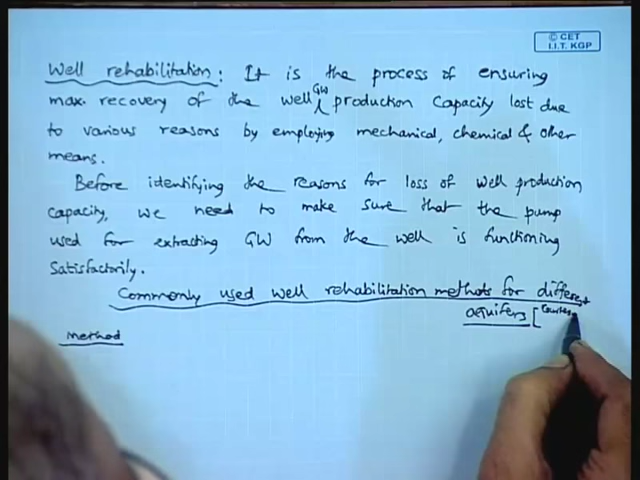 © CET
I.I.T. KGP
Well rehabilitation: It is the process of ensuring
max. recovery of the well GW production capacity lost due
to various reasons by employing mechanical, chemical & other
means.
Before identifying the reasons for loss of well production
capacity, we need to make sure that the pump
used for extracting GW from the well is functioning
satisfactorily.
Commonly used well rehabilitation methods for different
aquifers [
method